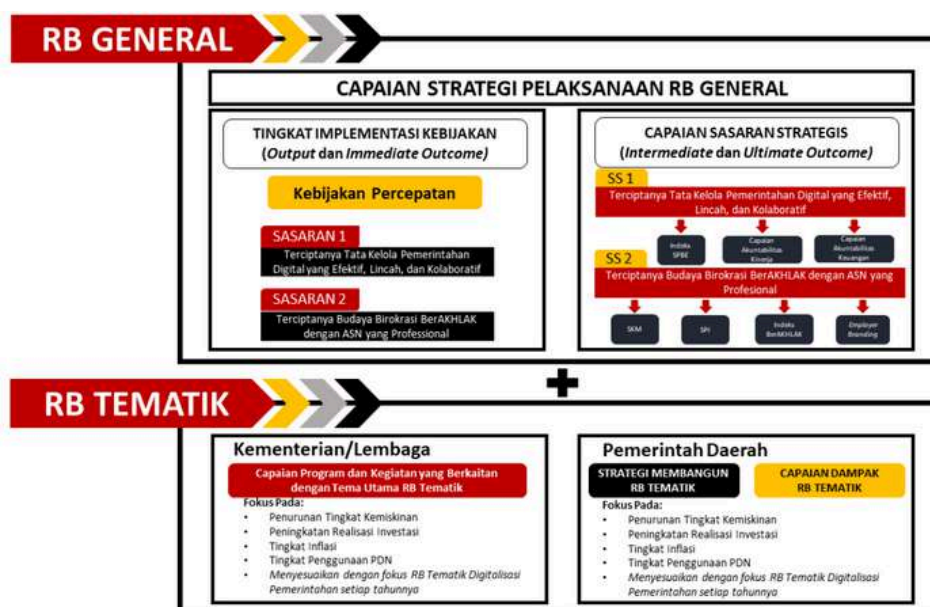 RB GENERAL
CAPAIAN STRATEGI PELAKSANAAN RB GENERAL
TINGKAT IMPLEMENTASI KEBIJAKAN
(Output dan Immediate Outcome)
Kebijakan Percepatan
SASARAN 1
Terciptanya Tata Kelola Pemerintahan
Digital yang Efektif, Lincah, dan Kolaboratif
SASARAN 2
Terciptanya Budaya Birokrasi BerAKHLAK
dengan ASN yang Professional
CAPAIAN SASARAN STRATEGIS
(Intermediate dan Ultimate Outcome)
SS 1
Terciptanya Tata Kelola Pemerintahan Digital yang Efektif,
Lincah, dan Kolaboratif
Indeks
SPBE
Capaian
Akuntabilitas
Kinerja
Capaian
Akuntabilitas
Keuangan
SS 2
Terciptanya Budaya Birokrasi BerAKHLAK dengan ASN yang
Profesional
SKM
SPI
Indeks
BerAKHLAK
Employer
Branding
+
RB TEMATIK
Kementerian/Lembaga
Capaian Program dan Kegiatan yang Berkaitan
dengan Tema Utama RB Tematik
Fokus Pada:
• Penurunan Tingkat Kemiskinan
• Peningkatan Realisasi Investasi
• Tingkat Inflasi
• Tingkat Penggunaan PDN
• Menyesuaikan dengan fokus RB Tematik Digitalisasi
Pemerintahan setiap tahunnya
Pemerintah Daerah
STRATEGI MEMBANGUN
RB TEMATIK
CAPAIAN DAMPAK
RB TEMATIK
Fokus Pada:
• Penurunan Tingkat Kemiskinan
• Peningkatan Realisasi Investasi
• Tingkat Inflasi
• Tingkat Penggunaan PDN
• Menyesuaikan dengan fokus RB Tematik Digitalisasi
Pemerintahan setiap tahunnya